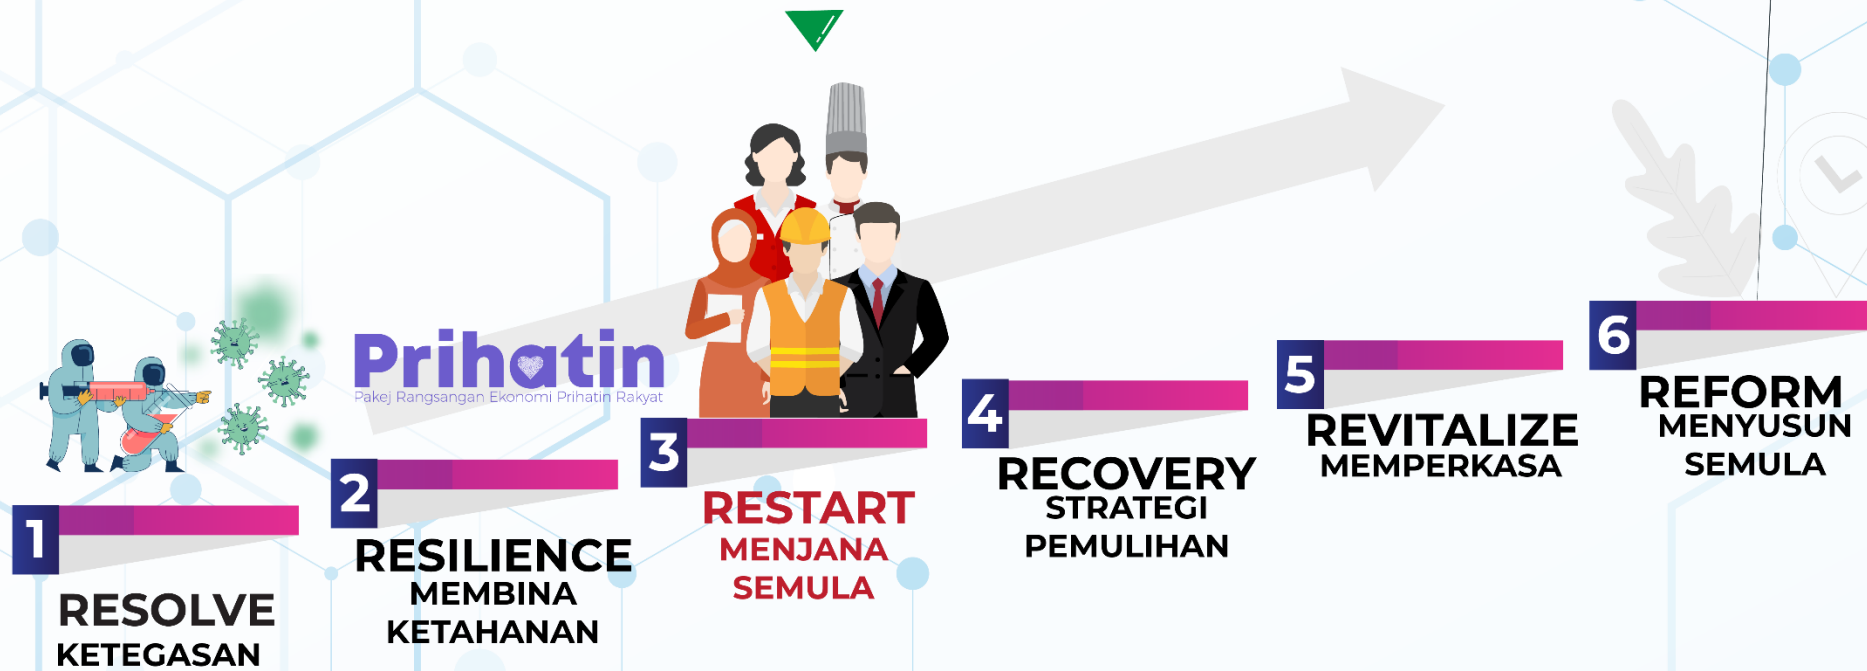 1
RESOLVE
KETEGASAN
Prihatin
Pakej Rangsangan Ekonomi Prihatin Rakyat
2
RESILIENCE
MEMBINA
KETAHANAN
3
RESTART
MENJANA
SEMULA
4
RECOVERY
STRATEGI
PEMULIHAN
5
REVITALIZE
MEMPERKASA
6
REFORM
MENYUSUN
SEMULA